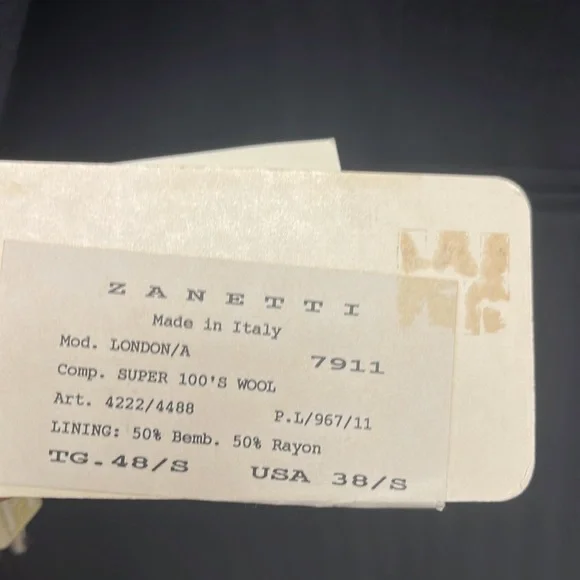 ZANETTI
Made in Italy
Mod. LONDON/A
7911
Comp. SUPER 100'S WOOL
Art. 4222/4488
P.L/967/11
LINING: 50% Bemb. 50% Rayon
TG.48/S USA 38/S